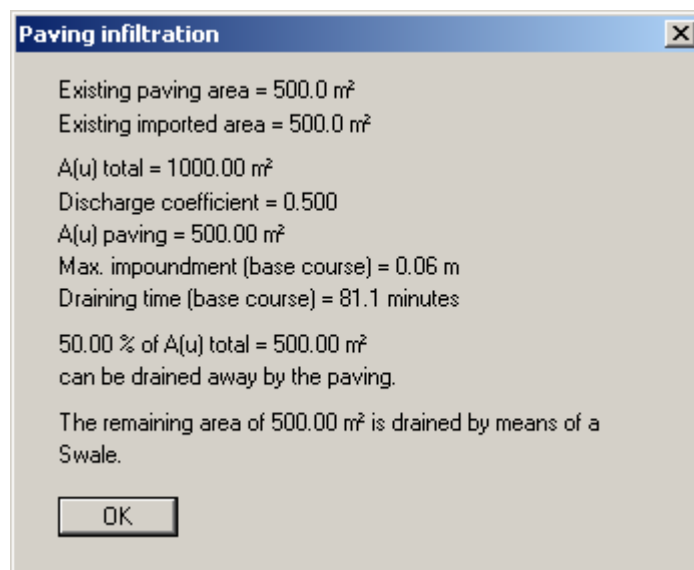 Paving infiltration
Existing paving area = 500.0 m²
Existing imported area = 500.0 m²
A(u) total = 1000.00 m²
Discharge coefficient = 0.500
A(u) paving = 500.00 m²
Max. impoundment (base course) = 0.06 m
Draining time (base course) = 81.1 minutes
50.00 % of A(u) total = 500.00 m²
can be drained away by the paving.
The remaining area of 500.00 m² is drained by means of a
Swale.
OK